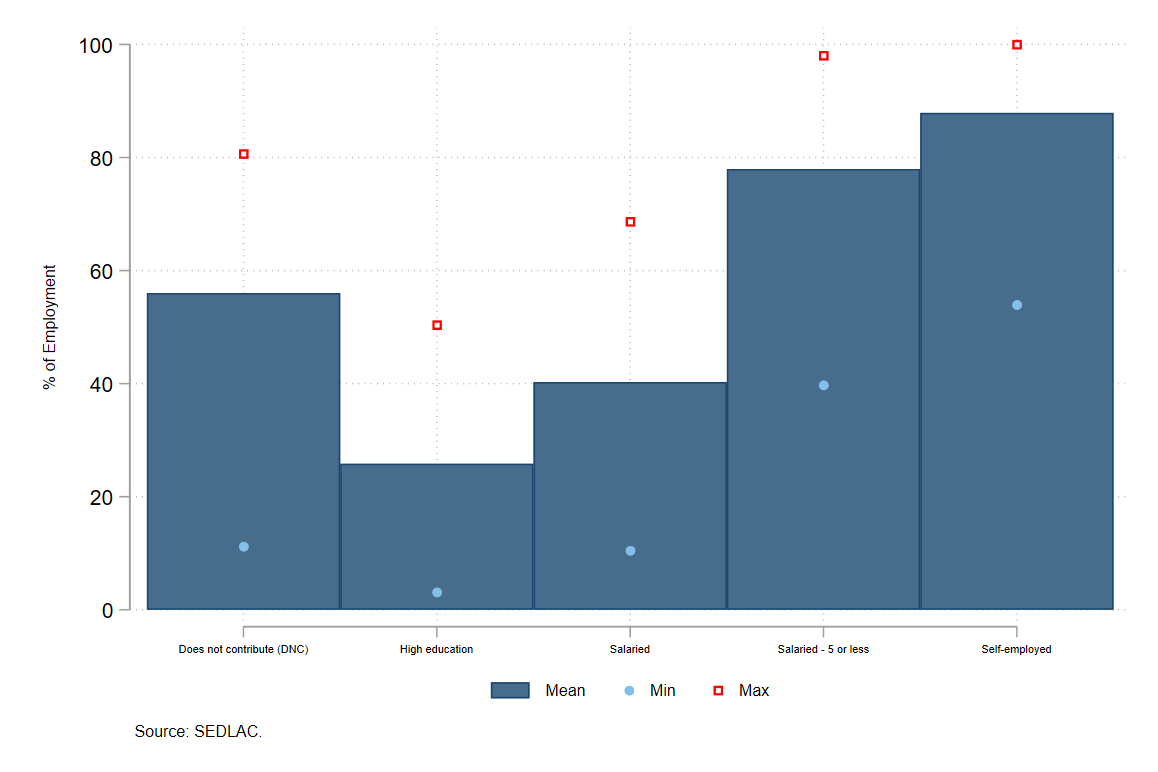 100
80
60
40
20
0
% of Employment
Does not contribute (DNC)
High education
Salaried
Salaried - 5 or less
Self-employed
Mean
Min
Max
Source: SEDLAC.